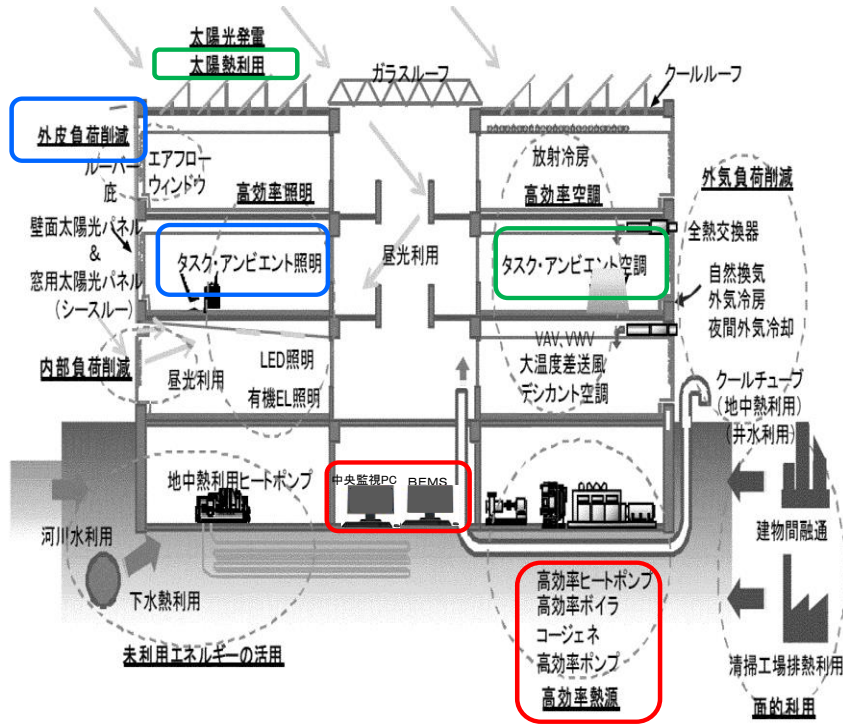 太陽光発電
太陽熱利用
ガラスルーフ
クールルーフ
外皮負荷削減
ルーバー
庇
エアフロー
ウィンドウ
高効率照明
放射冷房
高効率空調
外気負荷削減
壁面太陽光パネル
&
窓用太陽光パネル
(シースルー)
タスク・アンビエント照明
昼光利用
タスク・アンビエント空調
全熱交換器
自然換気
外気冷房
夜間外気冷却
内部負荷削減
昼光利用
LED照明
有機EL照明
VAV、VWV
大温度差送風
デシカント空調
クールチューブ
(地中熱利用)
(井水利用)
地中熱利用ヒートポンプ
中央監視PC
BEMS
河川水利用
下水熱利用
未利用エネルギーの活用
高効率ヒートポンプ
高効率ボイラ
コージェネ
高効率ポンプ
高効率熱源
建物間融通
清掃工場排熱利用
面的利用